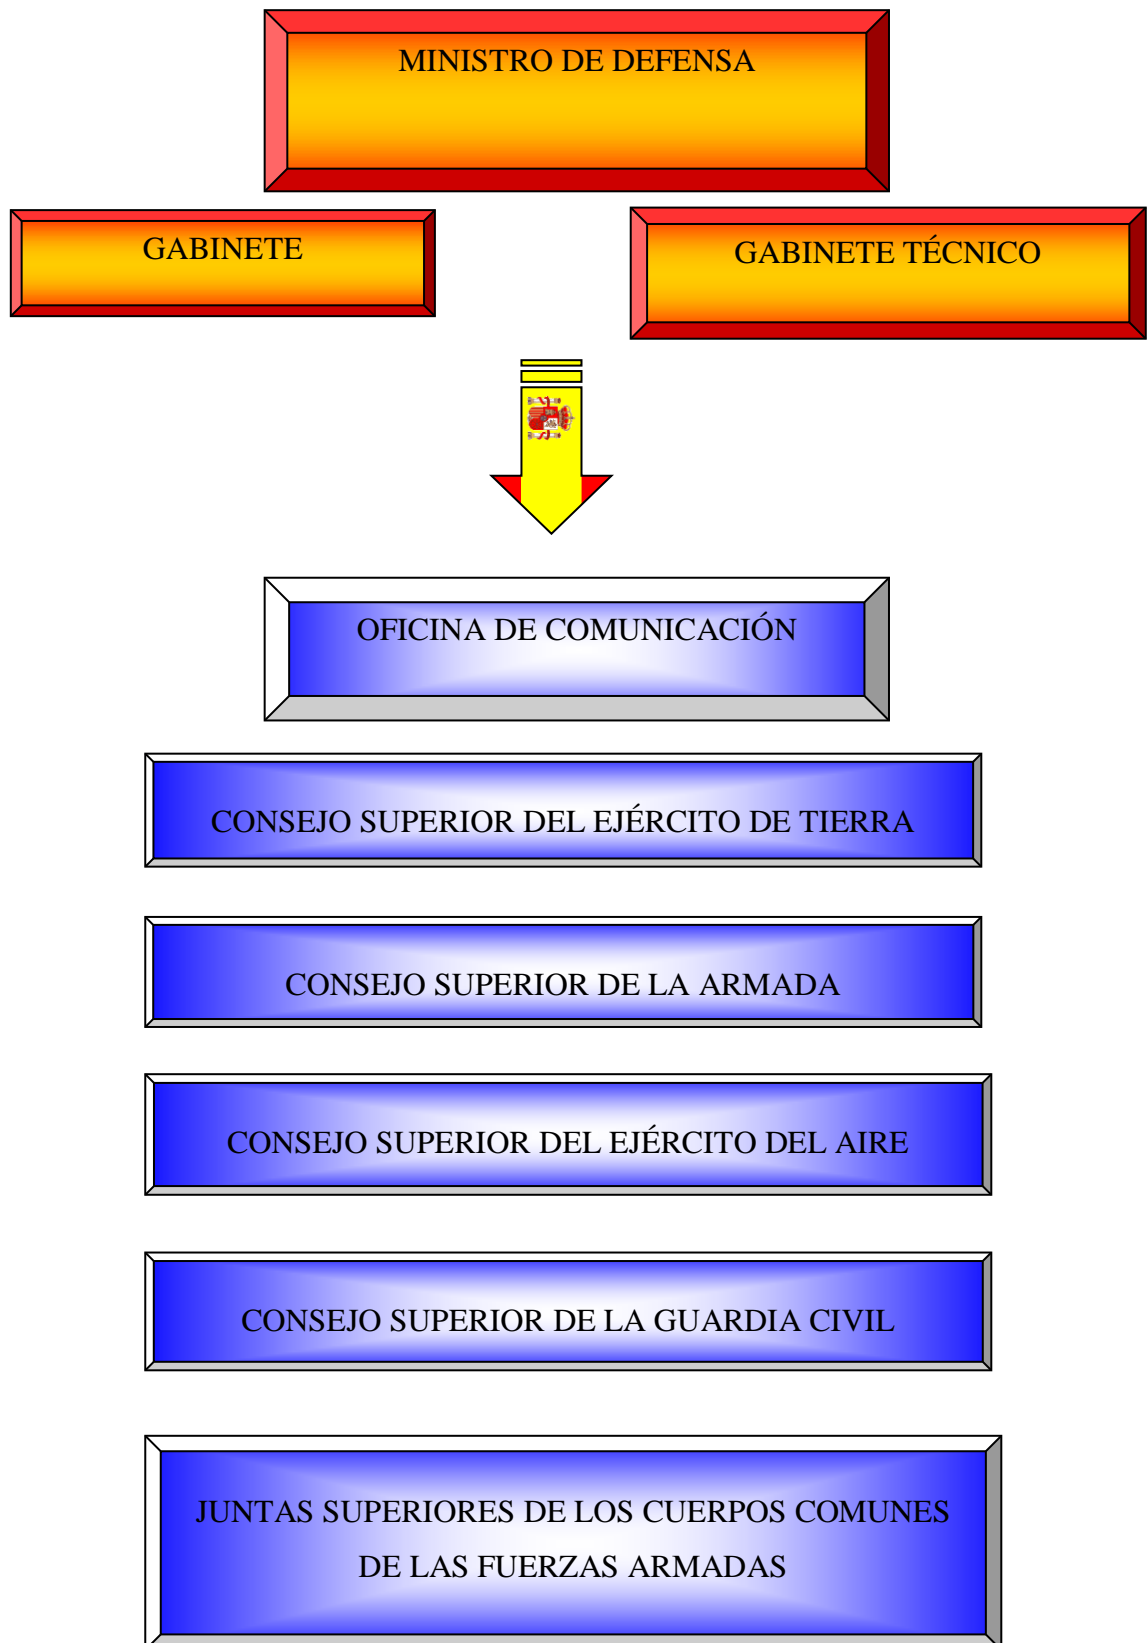 MINISTRO DE DEFENSA
GABINETE
GABINETE TÉCNICO
OFICINA DE COMUNICACIÓN
CONSEJO SUPERIOR DEL EJÉRCITO DE TIERRA
CONSEJO SUPERIOR DE LA ARMADA
CONSEJO SUPERIOR DEL EJÉRCITO DEL AIRE
CONSEJO SUPERIOR DE LA GUARDIA CIVIL
JUNTAS SUPERIORES DE LOS CUERPOS COMUNES
DE LAS FUERZAS ARMADAS